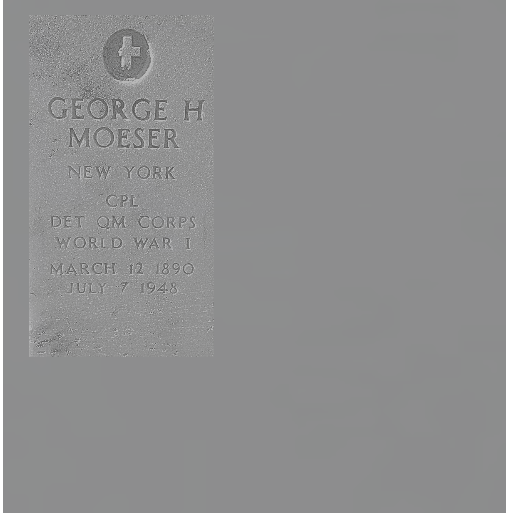 GEORGE H
MOESER
NEW YORK
CPL
DET QM CORPS
WORLD WAR I
MARCH 12 1890
JULY 7 1948